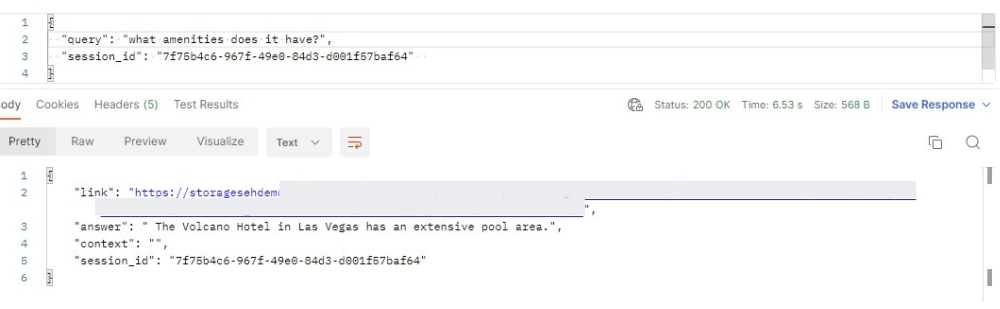 1 {
2 "query": "what amenities does it have?",
3 "session_id": "7f75b4c6-967f-49e0-84d3-d001f57baf64"
4 }
ody Cookies Headers (5) Test Results Status: 200 OK Time: 6.53 s Size: 568 B Save Response
Pretty Raw Preview Visualize Text
1 {
2 "link": "https://storagesehdemo
",
3 "answer": " The Volcano Hotel in Las Vegas has an extensive pool area.",
4 "context": "",
5 "session_id": "7f75b4c6-967f-49e0-84d3-d001f57baf64"
6 }